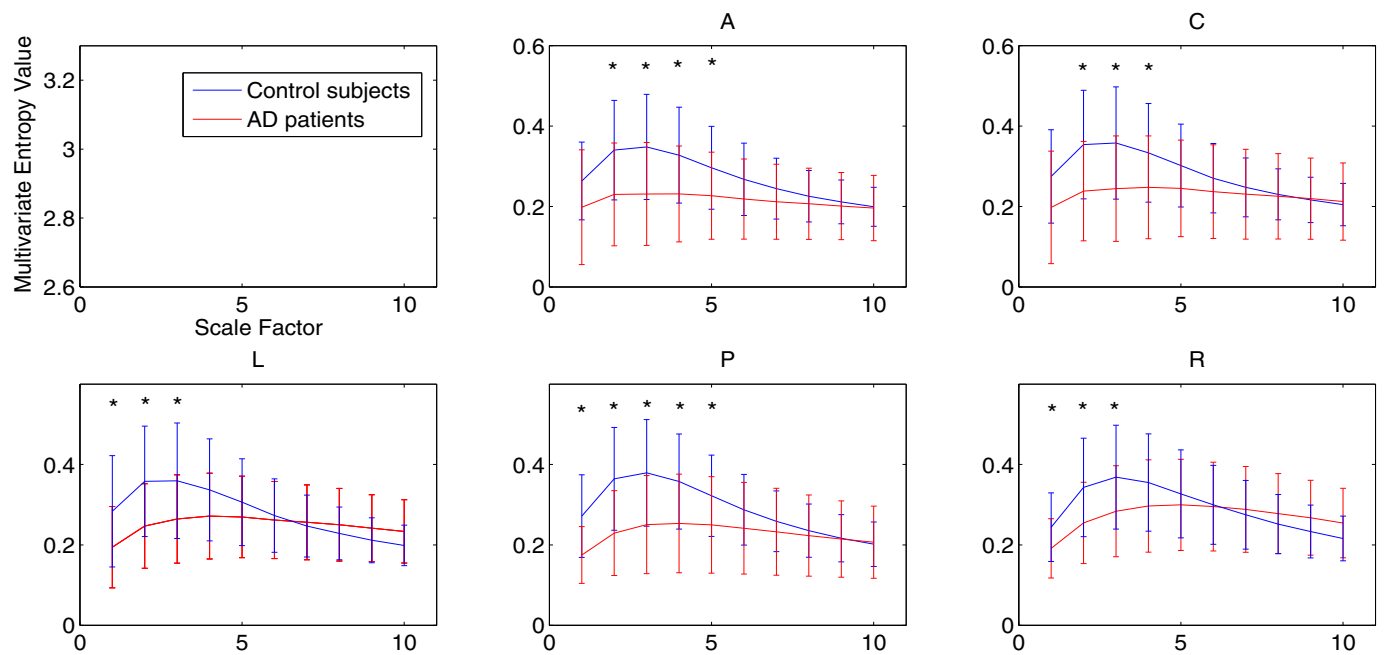 Multivariate Entropy Value
3.2
3
2.8
2.6
0
5
10
Scale Factor
Control subjects
AD patients
A
0.6
0.4
0.2
0
0
5
10
* * * *
C
0.6
0.4
0.2
0
0
5
10
* * *
L
0.4
0.2
0
0
5
10
* * *
P
0.4
0.2
0
0
5
10
* * * * *
R
0.4
0.2
0
0
5
10
* * *